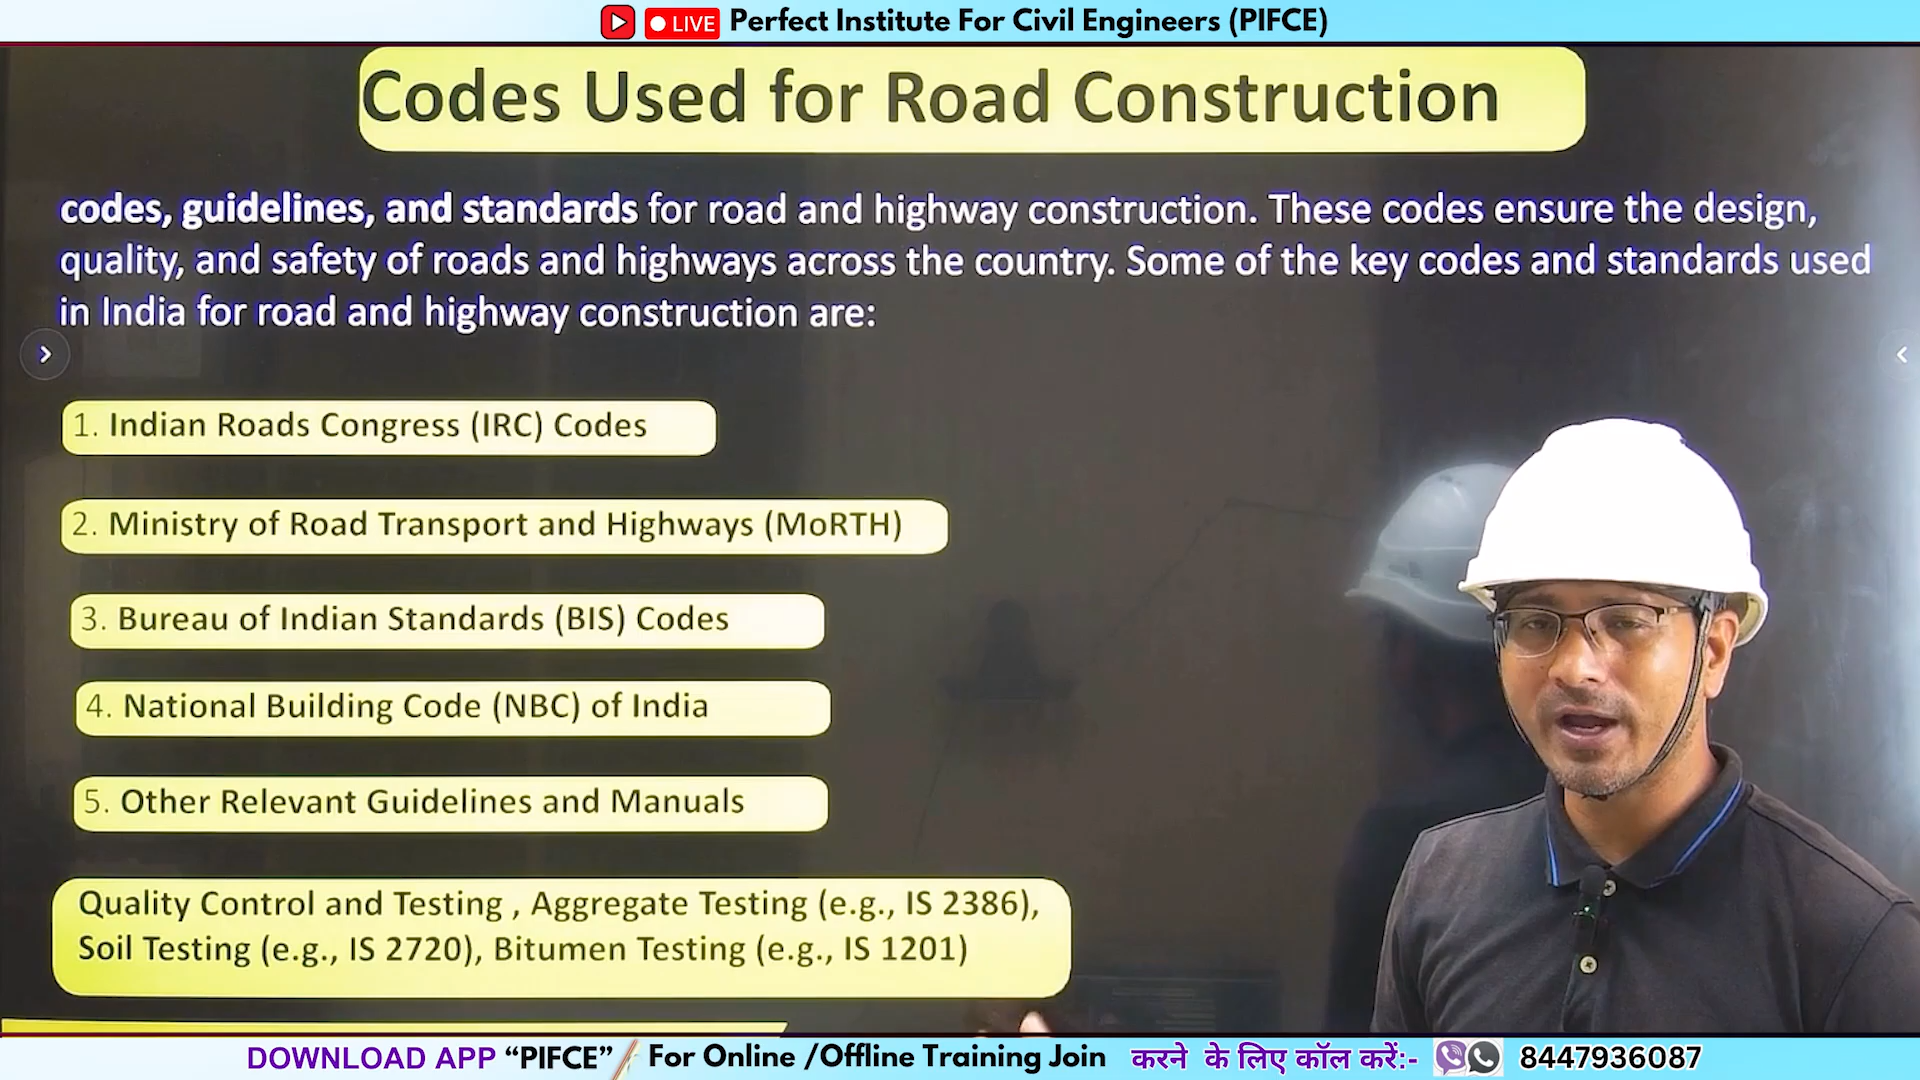 LIVE Perfect Institute For Civil Engineers (PIFCE)
Codes Used for Road Construction
codes, guidelines, and standards for road and highway construction. These codes ensure the design,
quality, and safety of roads and highways across the country. Some of the key codes and standards used
in India for road and highway construction are:
1. Indian Roads Congress (IRC) Codes
2. Ministry of Road Transport and Highways (MoRTH)
3. Bureau of Indian Standards (BIS) Codes
4. National Building Code (NBC) of India
5. Other Relevant Guidelines and Manuals
Quality Control and Testing , Aggregate Testing (e.g., IS 2386),
Soil Testing (e.g., IS 2720), Bitumen Testing (e.g., IS 1201)
DOWNLOAD APP “PIFCE” For Online /Offline Training Join करने के लिए कॉल करें:- 8447936087